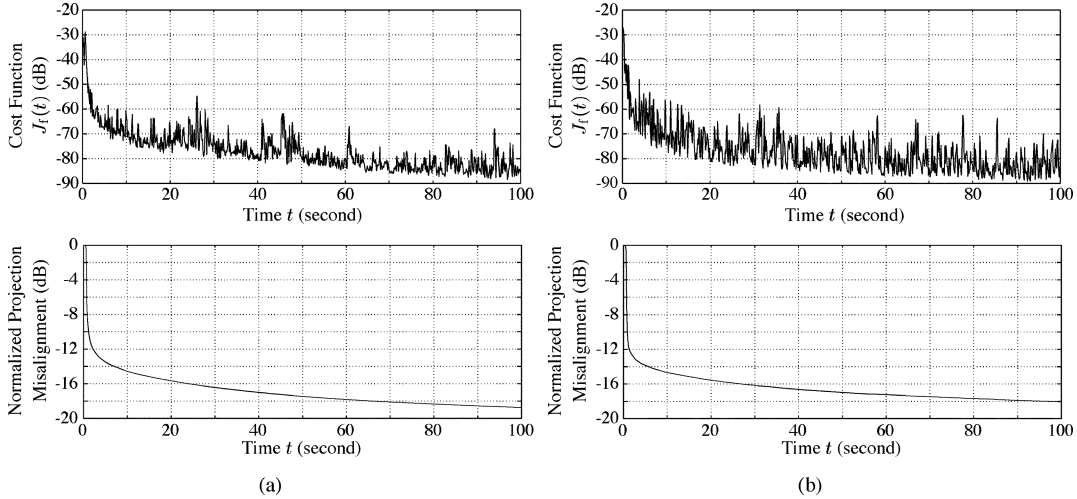 Cost Function
J_f(t) (dB)
-20
-30
-40
-50
-60
-70
-80
-90
0 20 40 60 80 100
Time t (second)
Normalized Projection
Misalignment (dB)
0
-4
-8
-12
-16
-20
0 20 40 60 80 100
Time t (second)
(a)
Cost Function
J_f(t) (dB)
-20
-30
-40
-50
-60
-70
-80
-90
0 20 40 60 80 100
Time t (second)
Normalized Projection
Misalignment (dB)
0
-4
-8
-12
-16
-20
0 20 40 60 80 100
Time t (second)
(b)